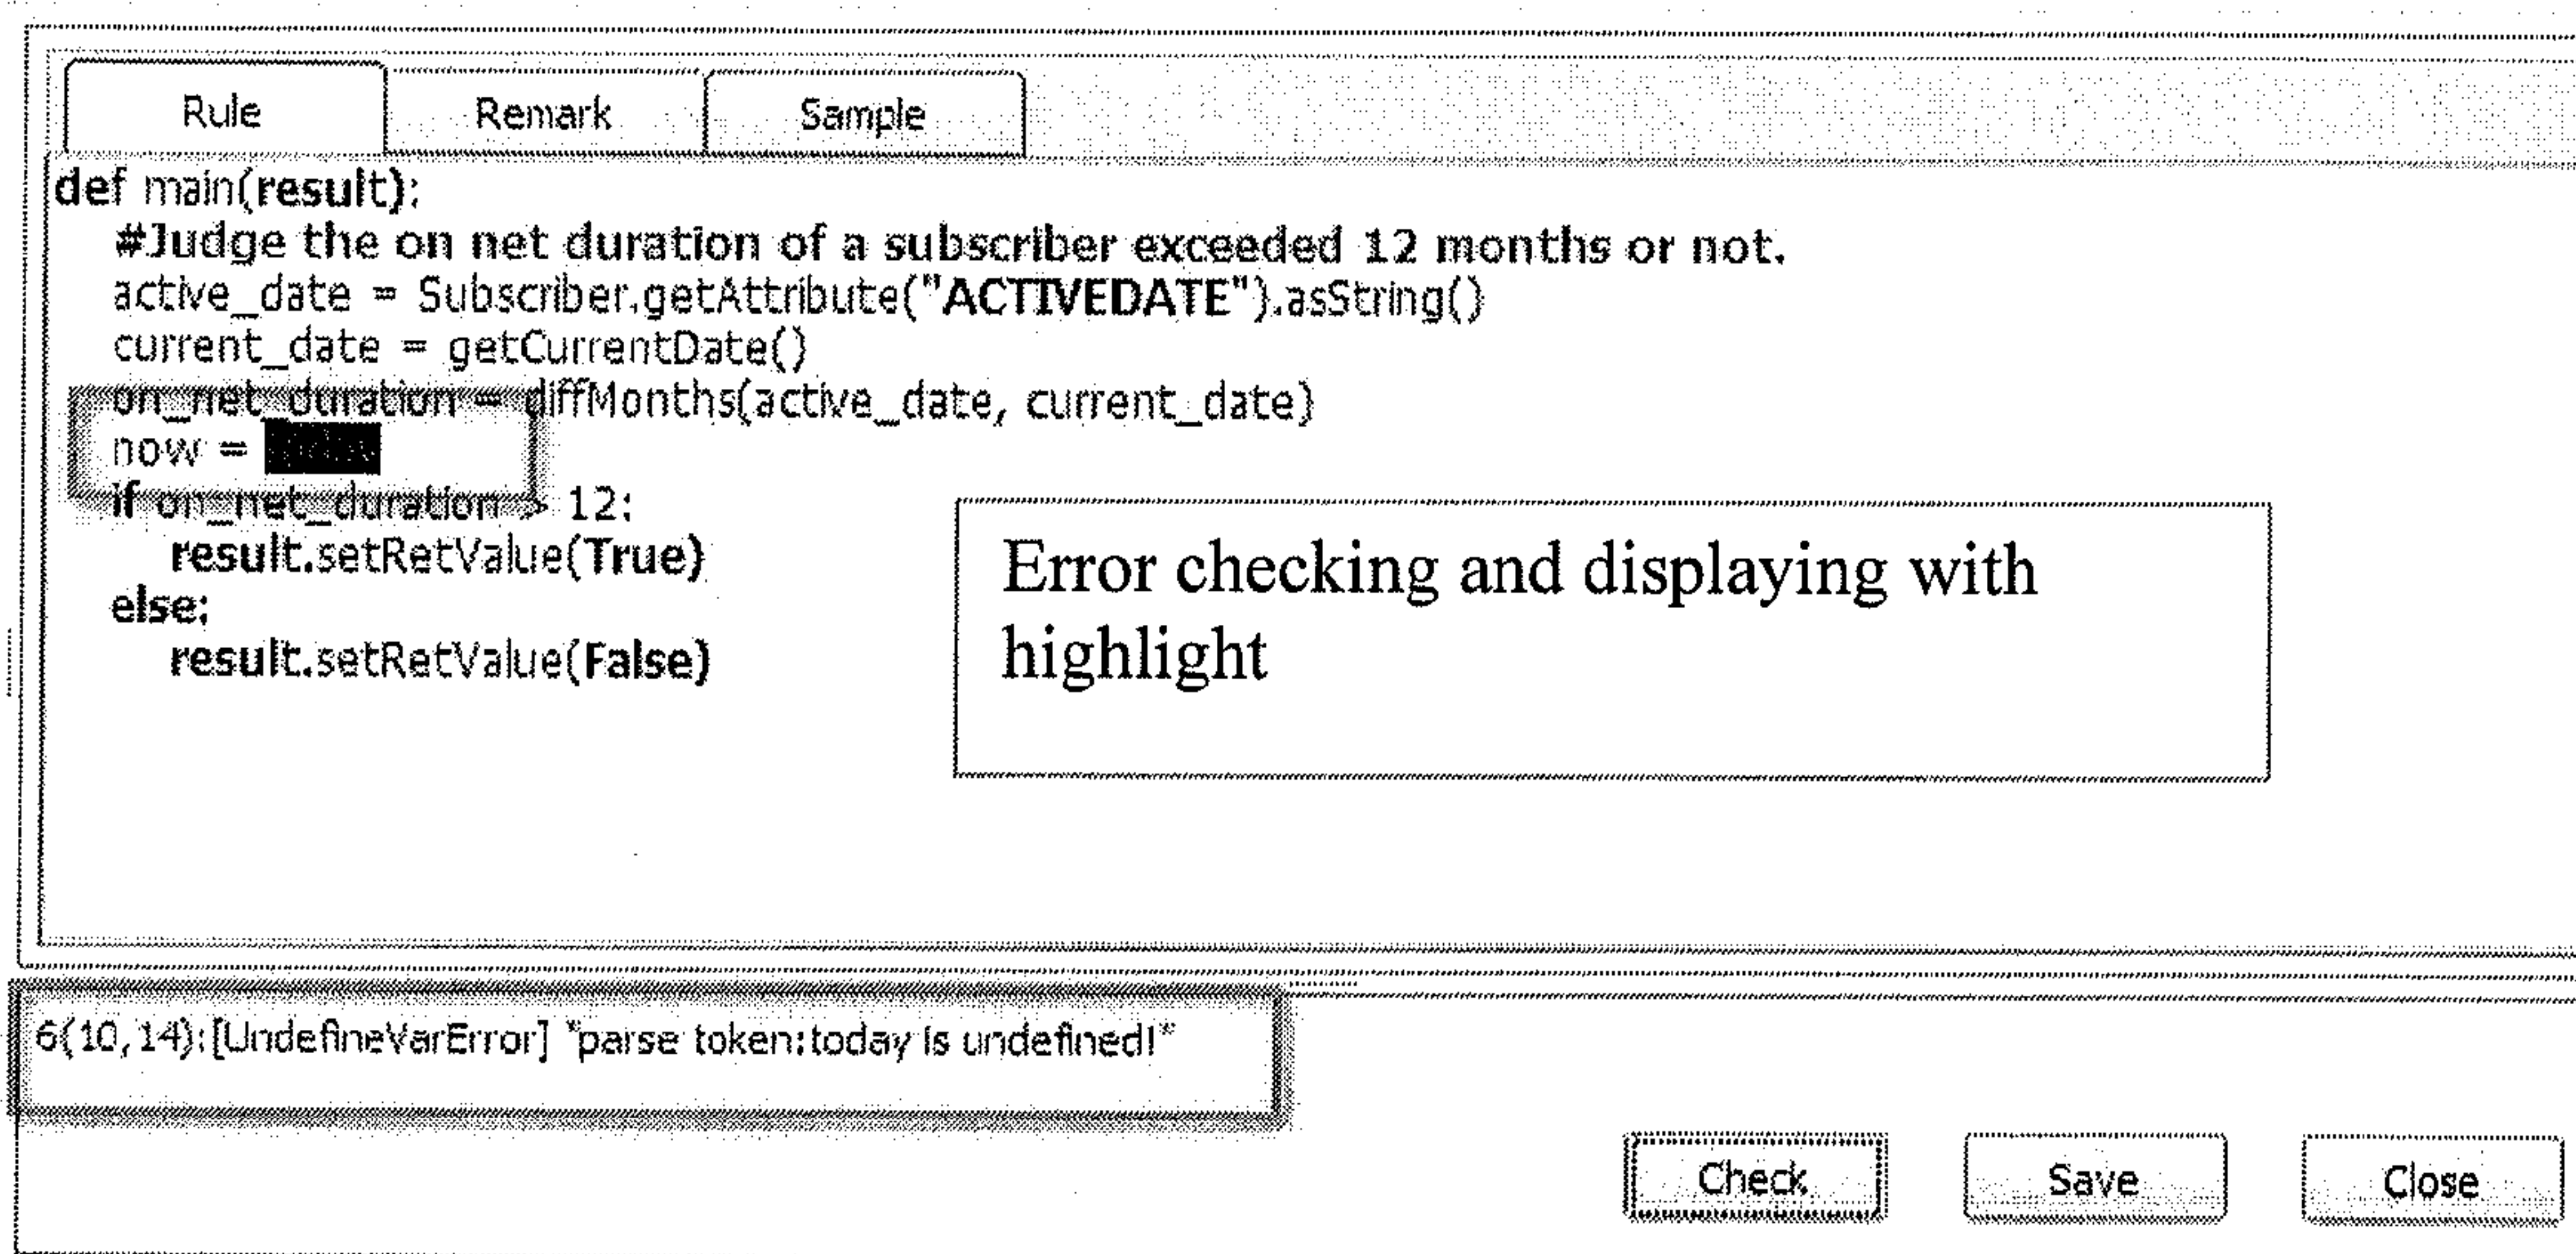 Rule Remark Sample
def main(result):
#Judge the on net duration of a subscriber exceeded 12 months or not.
active_date = Subscriber.getAttribute("ACTIVEDATE").asString()
current_date = getCurrentDate()
on_net_duration = diffMonths(active_date, current_date)
now =
if on_net_duration > 12:
result.setRetValue(True)
else:
result.setRetValue(False)
Error checking and displaying with
highlight
6(10,14):[UndefineVarError] "parse token:today is undefined!"
Check Save Close